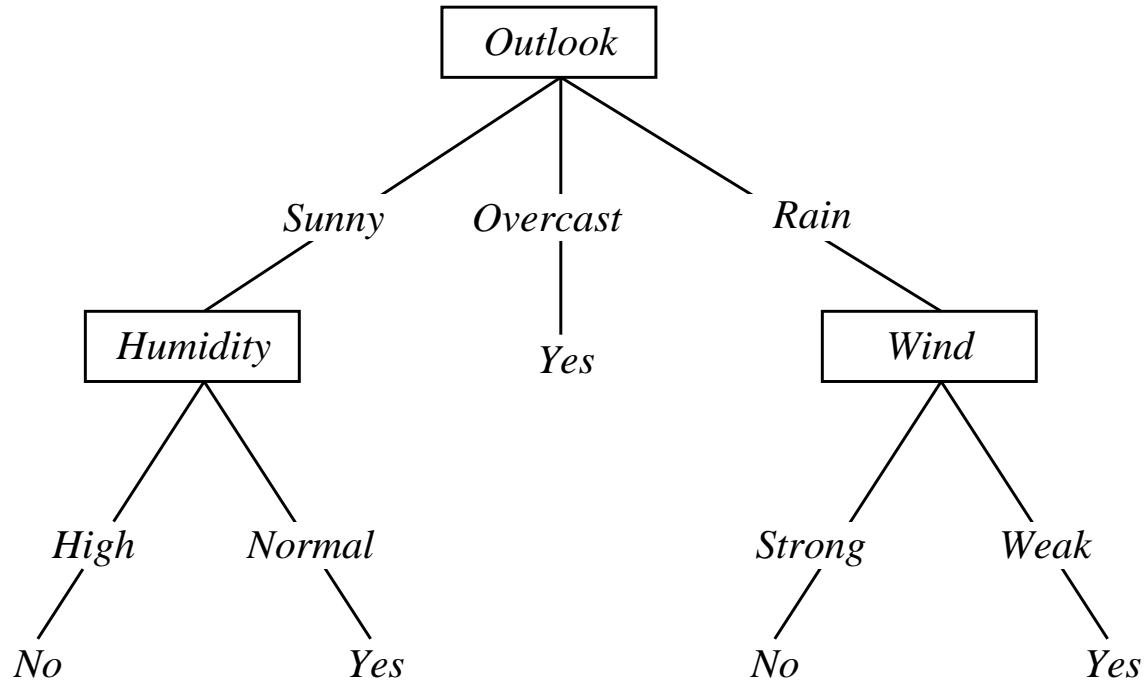 Outlook
Sunny Overcast Rain
Humidity Yes Wind
High Normal Strong Weak
No Yes No Yes